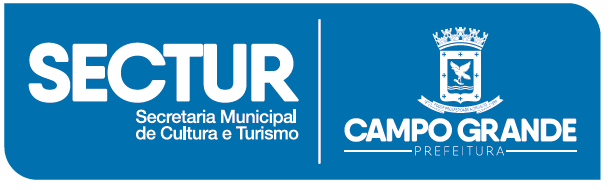 SECTUR
Secretaria Municipal
de Cultura e Turismo
CAMPO GRANDE
PREFEITURA